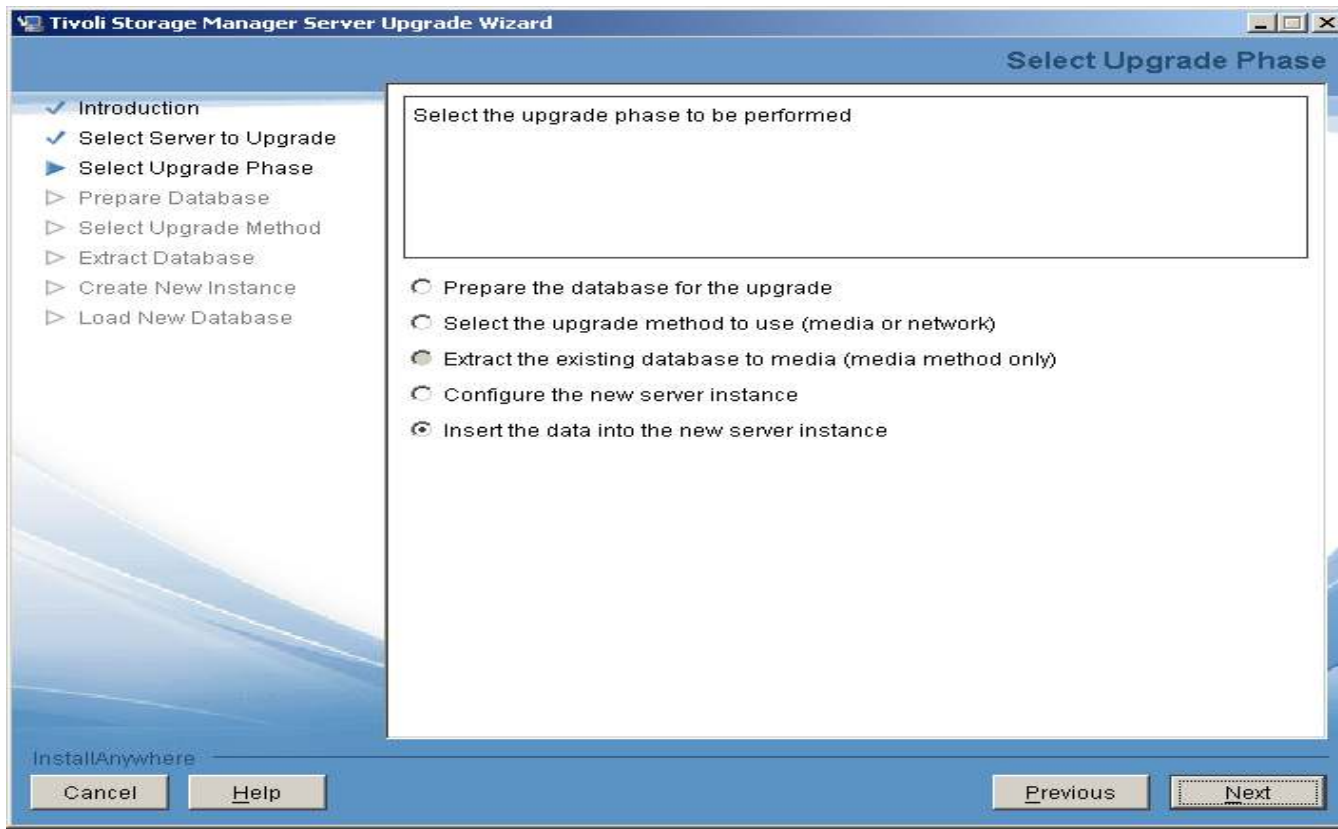 Tivoli Storage Manager Server Upgrade Wizard
Select Upgrade Phase
Introduction
Select Server to Upgrade
Select Upgrade Phase
Prepare Database
Select Upgrade Method
Extract Database
Create New Instance
Load New Database
Select the upgrade phase to be performed
Prepare the database for the upgrade
Select the upgrade method to use (media or network)
Extract the existing database to media (media method only)
Configure the new server instance
Insert the data into the new server instance
InstallAnywhere
Cancel
Help
Previous
Next